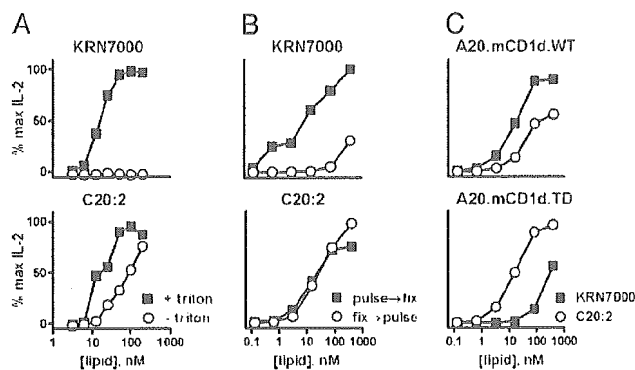 A
B
C
KRN7000
KRN7000
A20.mCD1d.WT
% max IL-2
100
50
0
C20:2
C20:2
A20.mCD1d.TD
% max IL-2
100
50
0
+ triton
- triton
pulse→fix
fix→pulse
KRN7000
C20:2
1 10 100 1000
0.1 1 10 100 1000
0.1 1 10 100 1000
[lipid], nM
[lipid], nM
[lipid], nM